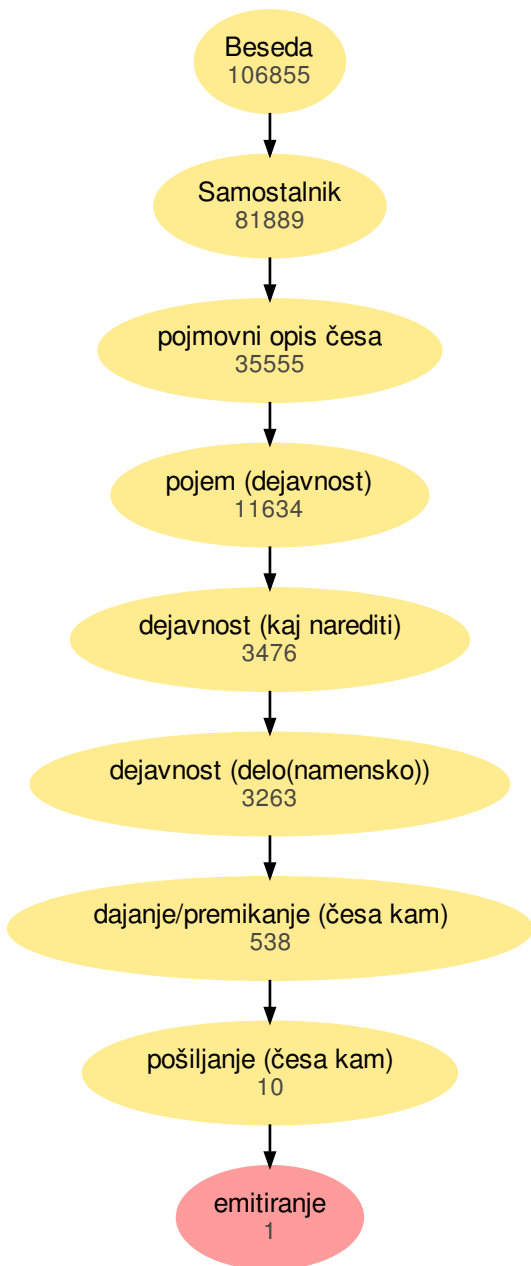 Beseda
106855
Samostalnik
81889
pojmovni opis česa
35555
pojem (dejavnost)
11634
dejavnost (kaj narediti)
3476
dejavnost (delo(namensko))
3263
dajanje/premikanje (česa kam)
538
pošiljanje (česa kam)
10
emitiranje
1